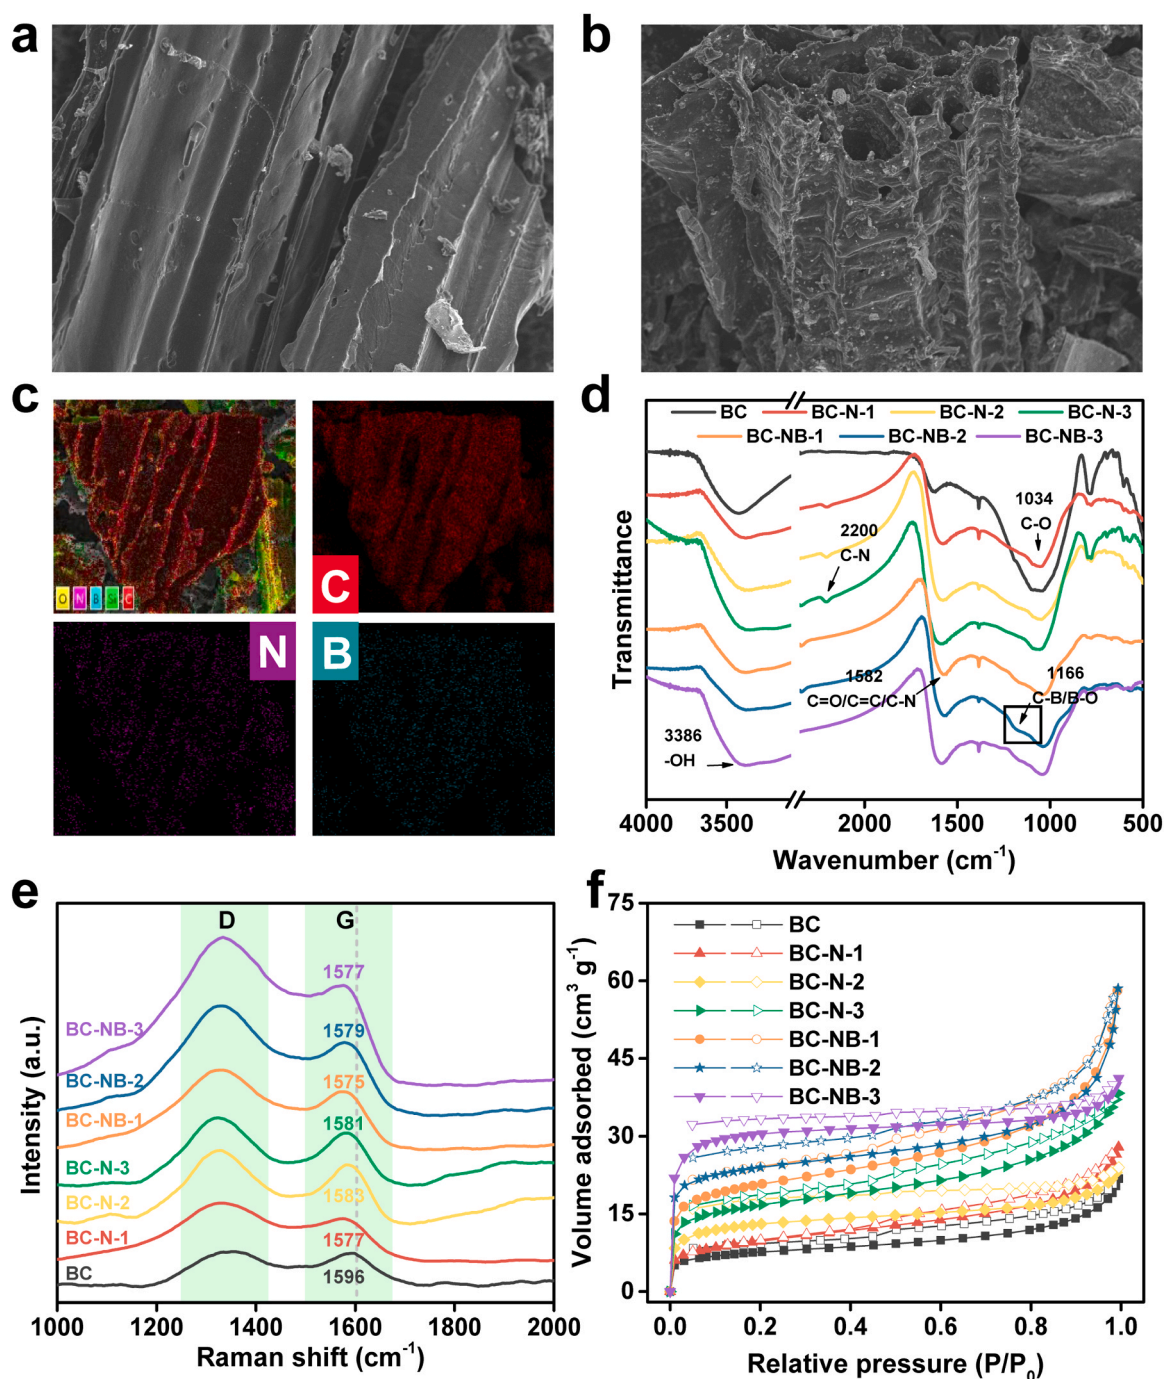 a
b
c
O N B C
C
N
B
d
BC BC-N-1 BC-N-2 BC-N-3
BC-NB-1 BC-NB-2 BC-NB-3
1034
C-O
2200
C-N
1582
C=O/C=C/C-N
1166
C-B/B-O
3386
-OH
Transmittance
4000 3500 2000 1500 1000 500
Wavenumber (cm⁻¹)
e
D G
1577
BC-NB-3
1579
BC-NB-2
1575
BC-NB-1
1581
BC-N-3
1583
BC-N-2
1577
BC-N-1
1596
BC
Intensity (a.u.)
1000 1200 1400 1600 1800 2000
Raman shift (cm⁻¹)
f
75
60
45
30
15
0
BC
BC-N-1
BC-N-2
BC-N-3
BC-NB-1
BC-NB-2
BC-NB-3
Volume adsorbed (cm³ g⁻¹)
0.0 0.2 0.4 0.6 0.8 1.0
Relative pressure (P/P₀)